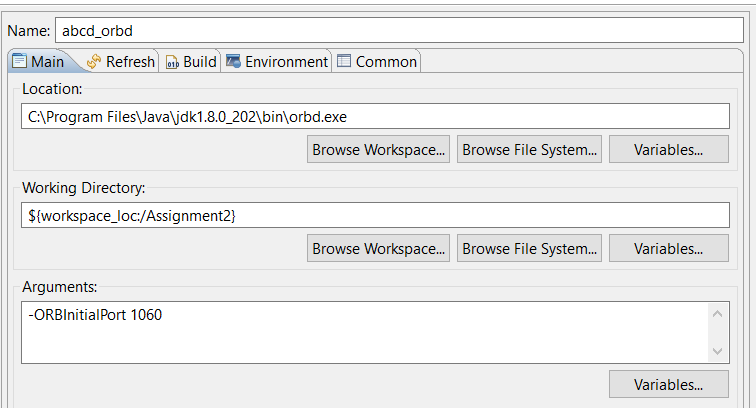 Name: abcd_orbd
Main Refresh Build Environment Common
Location:
C:\Program Files\Java\jdk1.8.0_202\bin\orbd.exe
Browse Workspace... Browse File System... Variables...
Working Directory:
${workspace_loc:/Assignment2}
Browse Workspace... Browse File System... Variables...
Arguments:
-ORBInitialPort 1060
Variables...